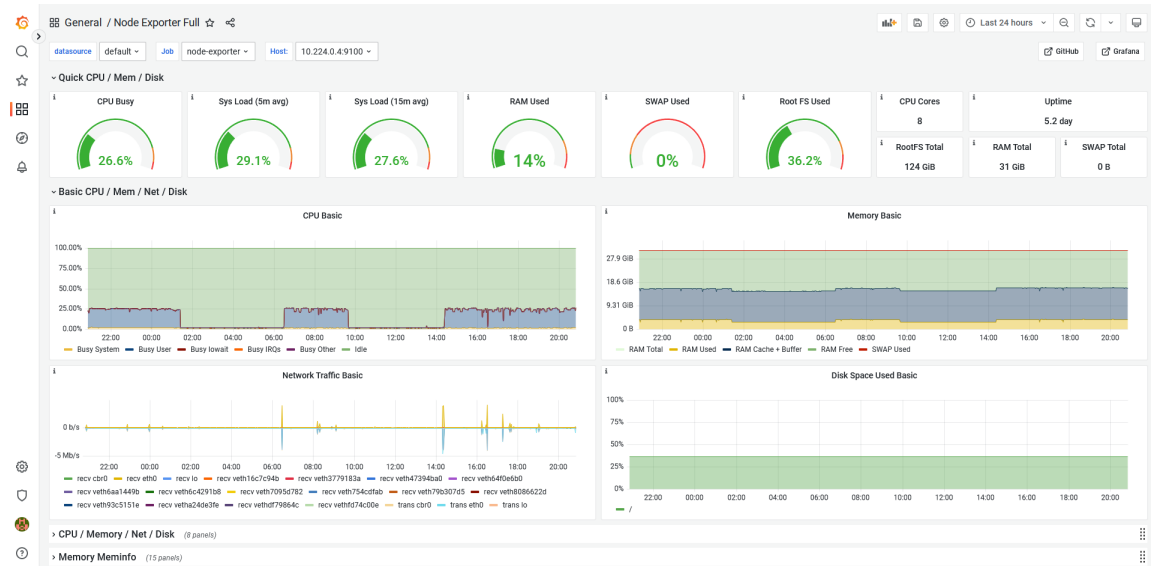 General / Node Exporter Full
Last 24 hours
datasource default Job node-exporter Host: 10.224.0.4:9100
GitHub Grafana
Quick CPU / Mem / Disk
CPU Busy
26.6%
Sys Load (5m avg)
29.1%
Sys Load (15m avg)
27.6%
RAM Used
14%
SWAP Used
0%
Root FS Used
36.2%
CPU Cores
8
Uptime
5.2 day
RootFS Total
124 GiB
RAM Total
31 GiB
SWAP Total
0 B
Basic CPU / Mem / Net / Disk
CPU Basic
100.00%
75.00%
50.00%
25.00%
0.00%
22:00 00:00 02:00 04:00 06:00 08:00 10:00 12:00 14:00 16:00 18:00 20:00
Busy System Busy User Busy Iowait Busy IRQs Busy Other Idle
Memory Basic
27.9 GiB
18.6 GiB
9.31 GiB
0 B
22:00 00:00 02:00 04:00 06:00 08:00 10:00 12:00 14:00 16:00 18:00 20:00
RAM Total RAM Used RAM Cache + Buffer RAM Free SWAP Used
Network Traffic Basic
0 b/s
-5 Mb/s
22:00 00:00 02:00 04:00 06:00 08:00 10:00 12:00 14:00 16:00 18:00 20:00
recv cbr0 recv eth0 recv lo recv veth16c7c94b recv veth3779183a recv veth47394ba0 recv veth64f0e6b0
recv veth6aa1449b recv veth6c4291b8 recv veth7095d782 recv veth754cdfab recv veth79b307d5 recv veth8086622d
recv veth93c5151e recv vetha24de3fe recv vethdf79864c recv vethfd74c00e trans cbr0 trans eth0 trans lo
Disk Space Used Basic
100%
75%
50%
25%
0%
22:00 00:00 02:00 04:00 06:00 08:00 10:00 12:00 14:00 16:00 18:00 20:00
/
CPU / Memory / Net / Disk (8 panels)
Memory Meminfo (15 panels)